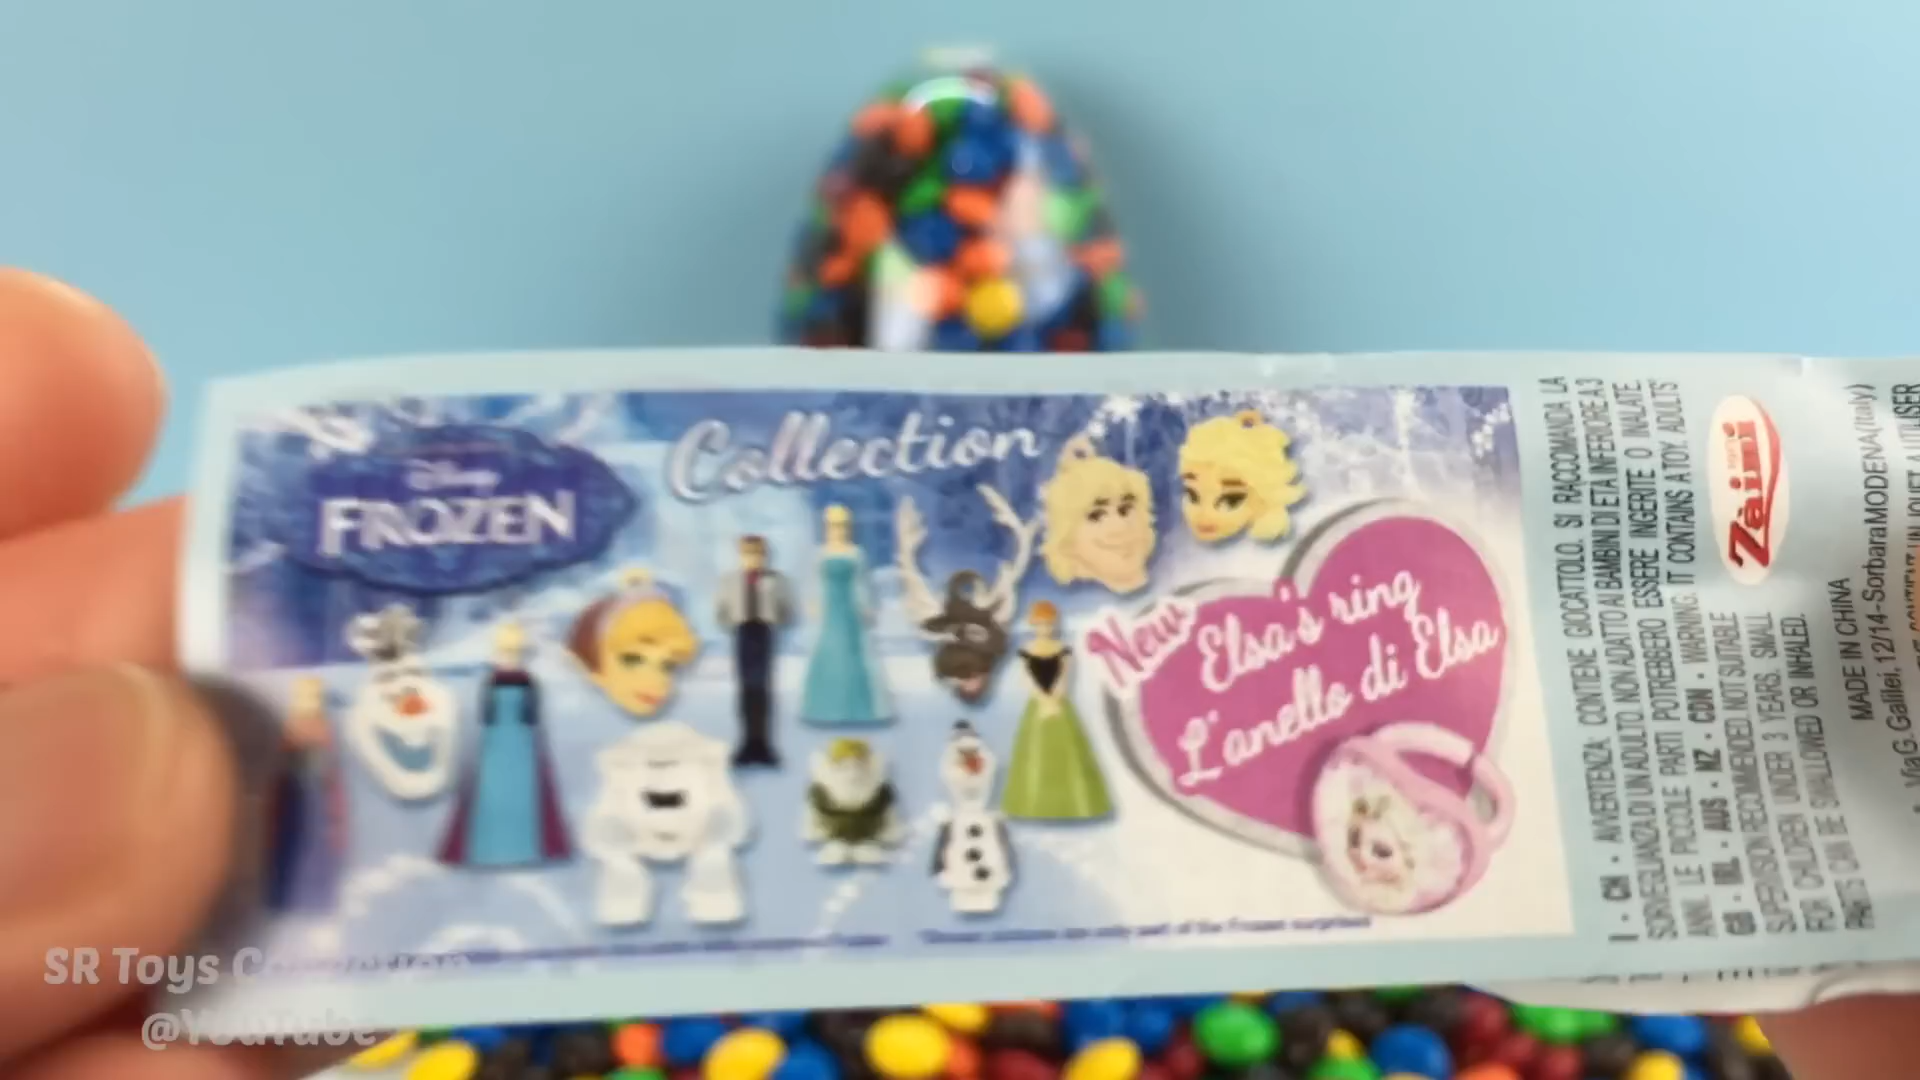 Disney
FROZEN
Collection
New
Elsa's ring
L'anello di Elsa
I • CH • AVVERTENZA: CONTIENE GIOCATTOLO. SI RACCOMANDA LA
SORVEGLIANZA DI UN ADULTO. NON ADATTO AI BAMBINI DI ETÀ INFERIORE A 3
ANNI. LE PICCOLE PARTI POTREBBERO ESSERE INGERITE O INALATE.
GB • IRL • AUS • NZ • CDN • WARNING. IT CONTAINS A TOY. ADULTS'
SUPERVISION RECOMMENDED. NOT SUITABLE
FOR CHILDREN UNDER 3 YEARS. SMALL
PARTS CAN BE SWALLOWED OR INHALED.
Zàini
MADE IN CHINA
Via G. Galilei, 12/14-Sorbara MODENA (Italy)
SR Toys
@YouTube